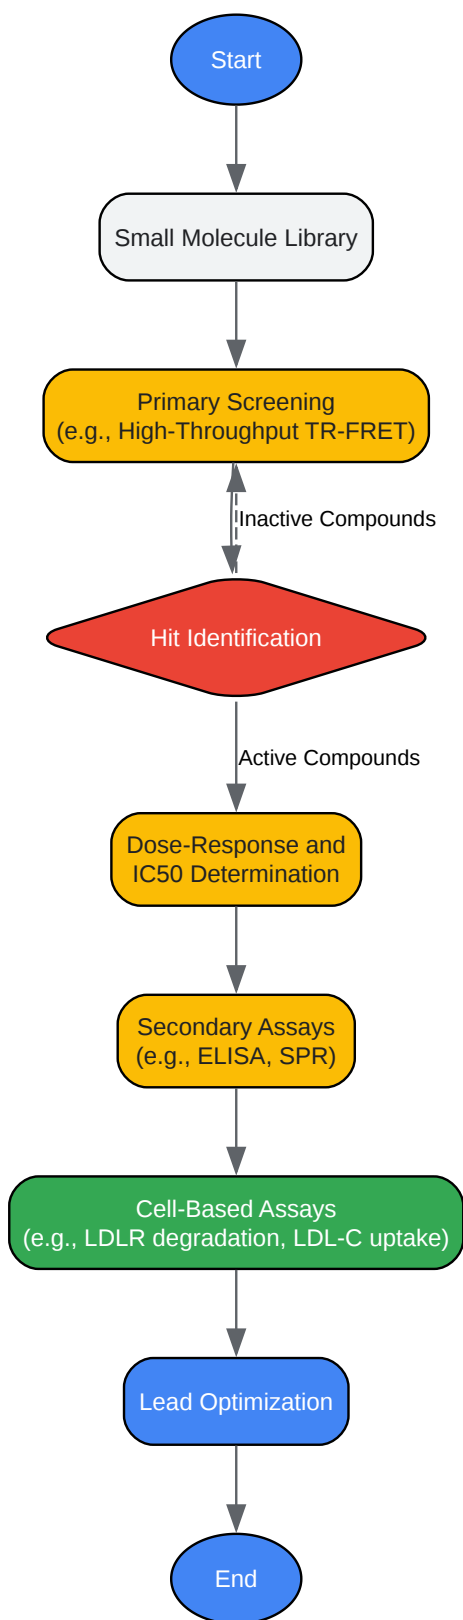 Start
Small Molecule Library
Primary Screening
(e.g., High-Throughput TR-FRET)
Inactive Compounds
Hit Identification
Active Compounds
Dose-Response and
IC50 Determination
Secondary Assays
(e.g., ELISA, SPR)
Cell-Based Assays
(e.g., LDLR degradation, LDL-C uptake)
Lead Optimization
End